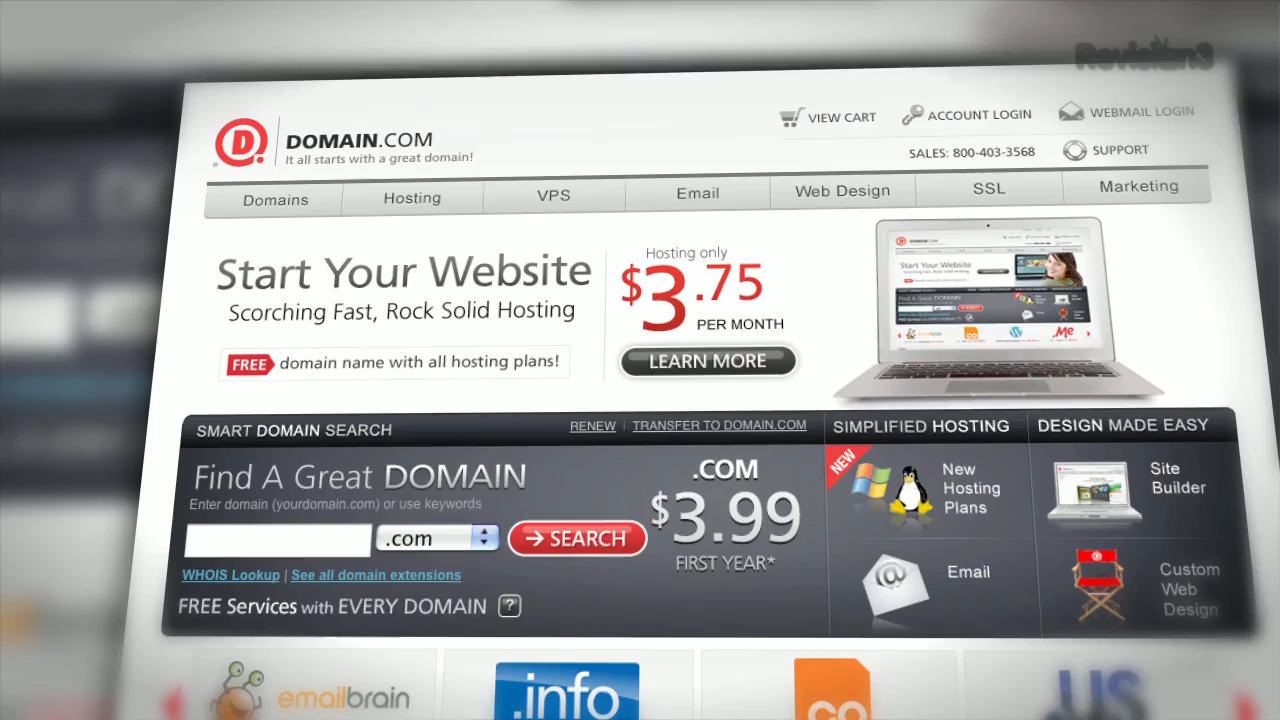 Revision3
DOMAIN.COM
It all starts with a great domain!
VIEW CART
ACCOUNT LOGIN
WEBMAIL LOGIN
SALES: 800-403-3568
SUPPORT
Domains
Hosting
VPS
Email
Web Design
SSL
Marketing
Start Your Website
Scorching Fast, Rock Solid Hosting
FREE domain name with all hosting plans!
Hosting only
$3.75
PER MONTH
LEARN MORE
SMART DOMAIN SEARCH
RENEW | TRANSFER TO DOMAIN.COM
Find A Great DOMAIN
Enter domain (yourdomain.com) or use keywords
.com
SEARCH
WHOIS Lookup | See all domain extensions
FREE Services with EVERY DOMAIN ?
.COM
$3.99
FIRST YEAR*
SIMPLIFIED HOSTING
NEW
New
Hosting
Plans
@
Email
DESIGN MADE EASY
Site
Builder
Custom
Web
Design
emailbrain
.info
co
.US